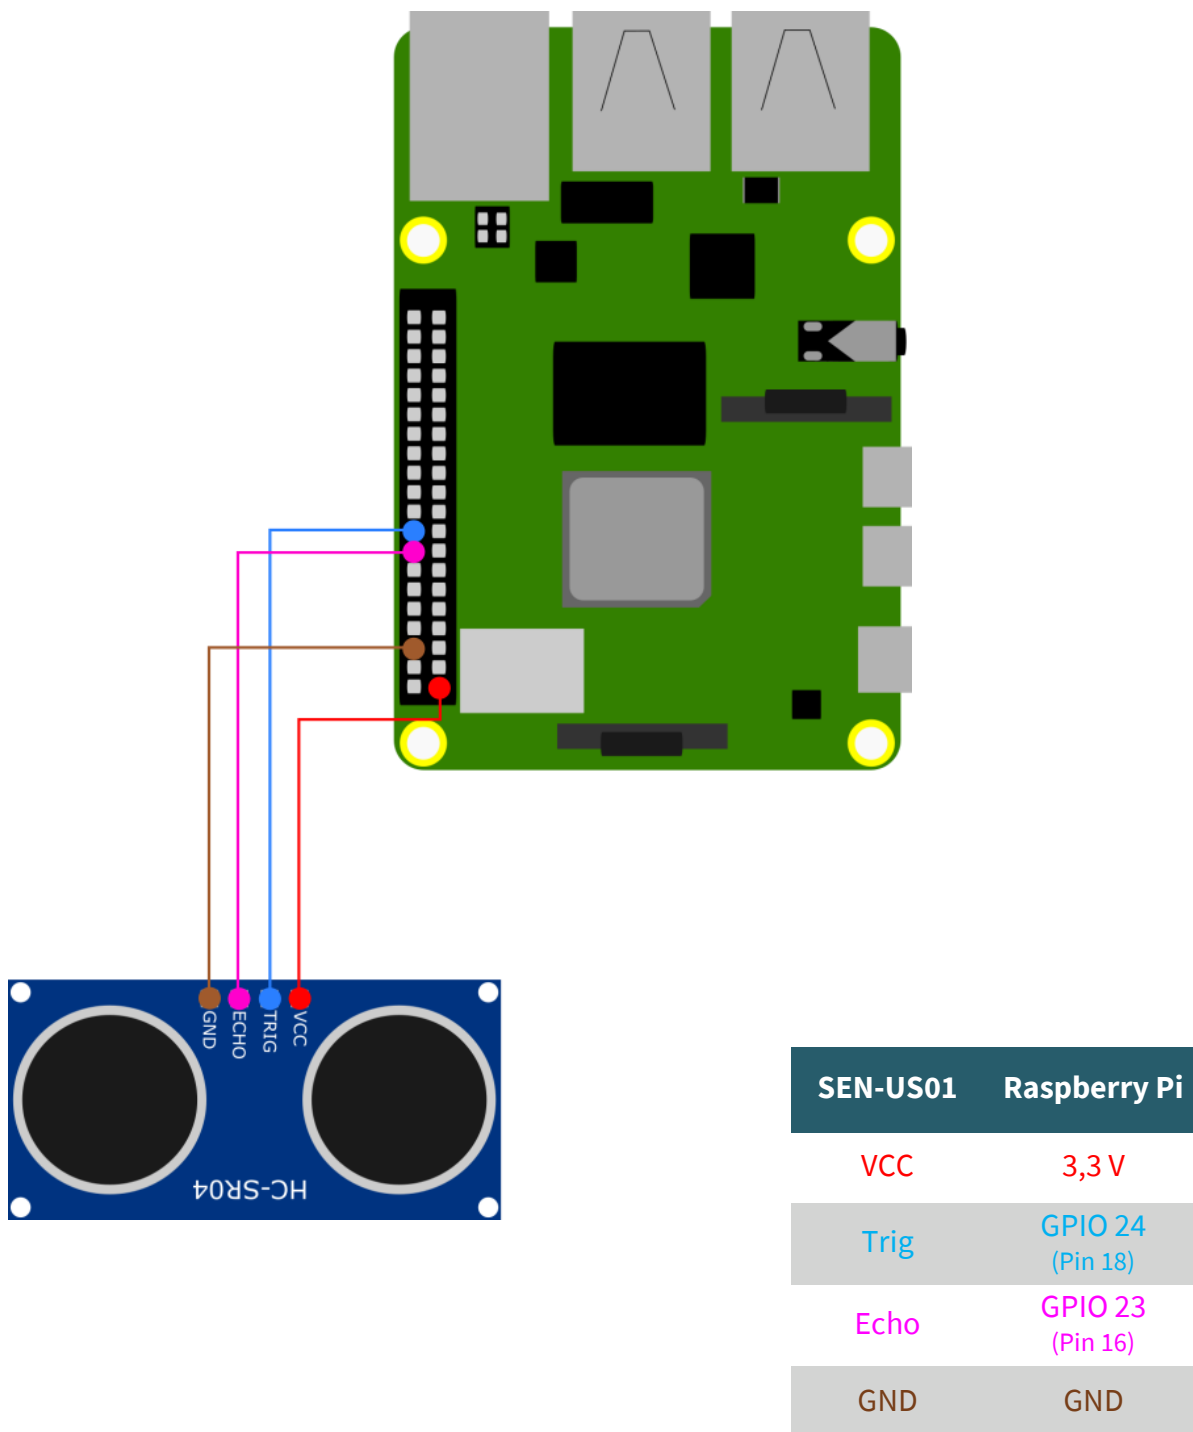 GND
ECHO
TRIG
VCC
HC-SR04
SEN-US01 Raspberry Pi
VCC 3,3 V
Trig GPIO 24
(Pin 18)
Echo GPIO 23
(Pin 16)
GND GND